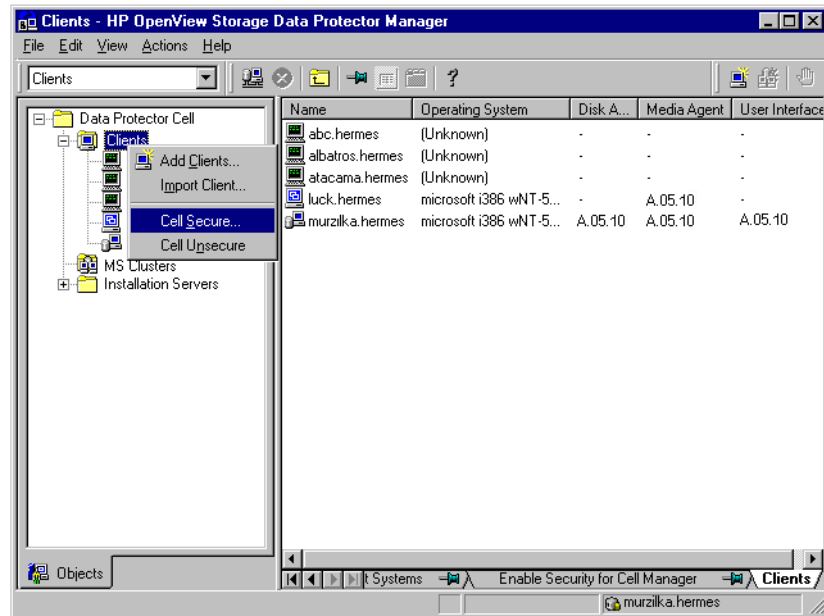 Clients - HP OpenView Storage Data Protector Manager
File Edit View Actions Help
Clients
?
Data Protector Cell
Clients
MS Clusters
Installation Servers
Add Clients...
Import Client...
Cell Secure...
Cell Unsecure
Name Operating System Disk A... Media Agent User Interface
abc.hermes (Unknown) - - -
albatros.hermes (Unknown) - - -
atacama.hermes (Unknown) - - -
luck.hermes microsoft i386 wNT-5... - A.05.10 -
murzilka.hermes microsoft i386 wNT-5... A.05.10 A.05.10 A.05.10
Objects
t Systems Enable Security for Cell Manager Clients
murzilka.hermes